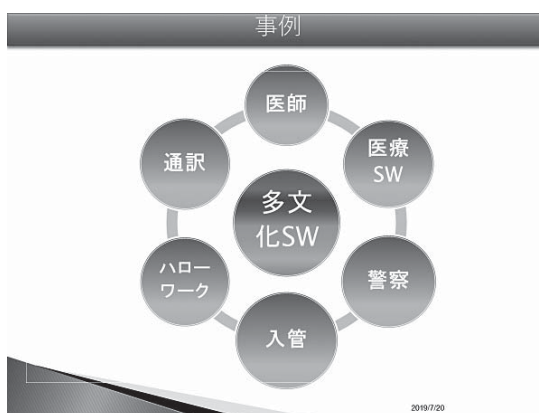 事例
医師
医療
SW
警察
入管
ハロー
ワーク
通訳
多文
化SW
2019/7/20